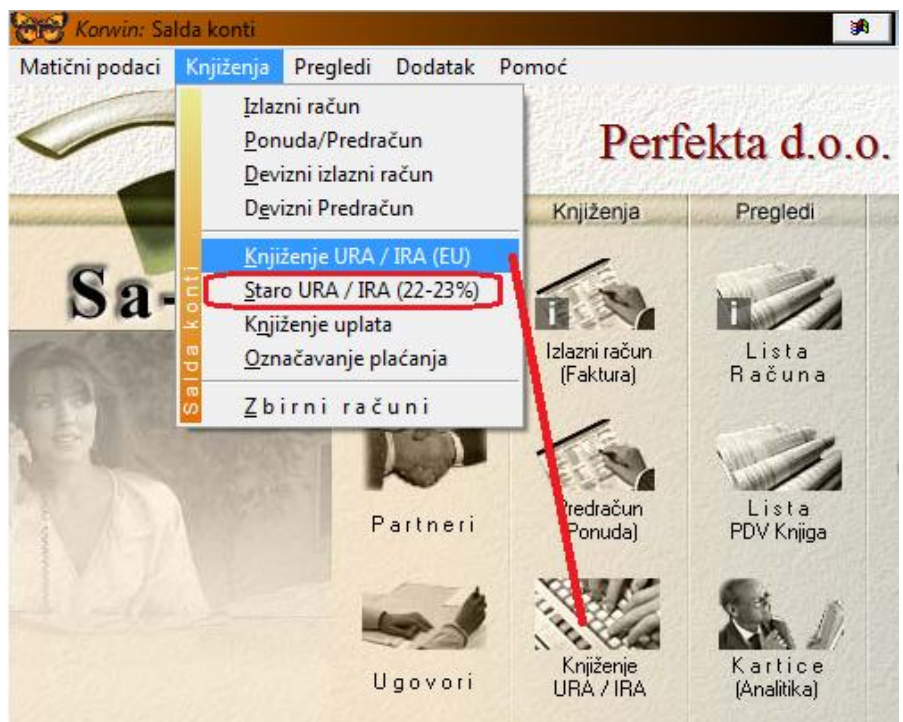 Korwin: Salda konti
Matični podaci Knjiženja Pregledi Dodatak Pomoć
Izlazni račun
Ponuda/Predračun
Devizni izlazni račun
Devizni Predračun
Knjiženje URA / IRA (EU)
Staro URA / IRA (22-23%)
Knjiženje uplata
Označavanje plaćanja
Zbirni računi
Salda konti
Perfekta d.o.o.
Sa-
Knjiženja
Pregledi
Izlazni račun
(Faktura)
Lista
Računa
Partneri
Predračun
Ponuda)
Lista
PDV Knjiga
Ugovori
Knjiženje
URA / IRA
Kartice
(Analitika)